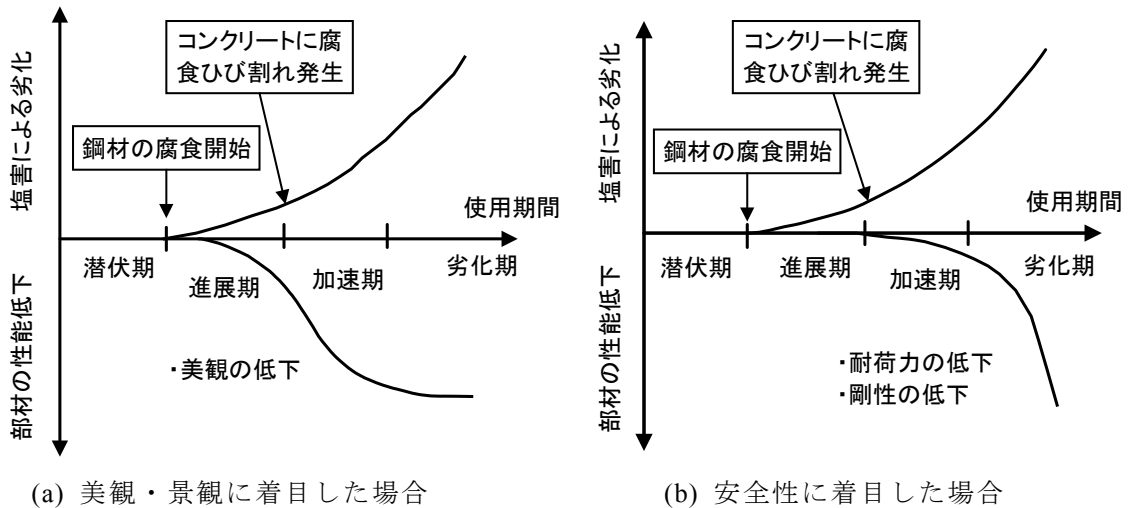 塩害による劣化
部材の性能低下
コンクリートに腐
食ひび割れ発生
鋼材の腐食開始
使用期間
潜伏期
進展期
加速期
劣化期
・美観の低下
(a) 美観・景観に着目した場合
塩害による劣化
部材の性能低下
コンクリートに腐
食ひび割れ発生
鋼材の腐食開始
使用期間
潜伏期
進展期
加速期
劣化期
・耐荷力の低下
・剛性の低下
(b) 安全性に着目した場合